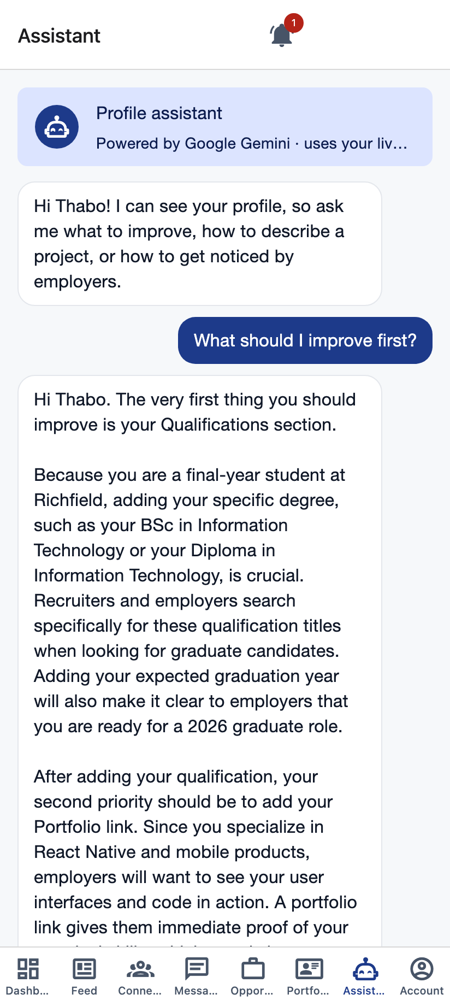 Assistant
1
Profile assistant
Powered by Google Gemini · uses your liv...
Hi Thabo! I can see your profile, so ask
me what to improve, how to describe a
project, or how to get noticed by
employers.
What should I improve first?
Hi Thabo. The very first thing you should
improve is your Qualifications section.
Because you are a final-year student at
Richfield, adding your specific degree,
such as your BSc in Information
Technology or your Diploma in
Information Technology, is crucial.
Recruiters and employers search
specifically for these qualification titles
when looking for graduate candidates.
Adding your expected graduation year
will also make it clear to employers that
you are ready for a 2026 graduate role.
After adding your qualification, your
second priority should be to add your
Portfolio link. Since you specialize in
React Native and mobile products,
employers will want to see your user
interfaces and code in action. A portfolio
link gives them immediate proof of your
Dashb...
Feed
Conne...
Messa...
Oppor...
Portfo...
Assist...
Account